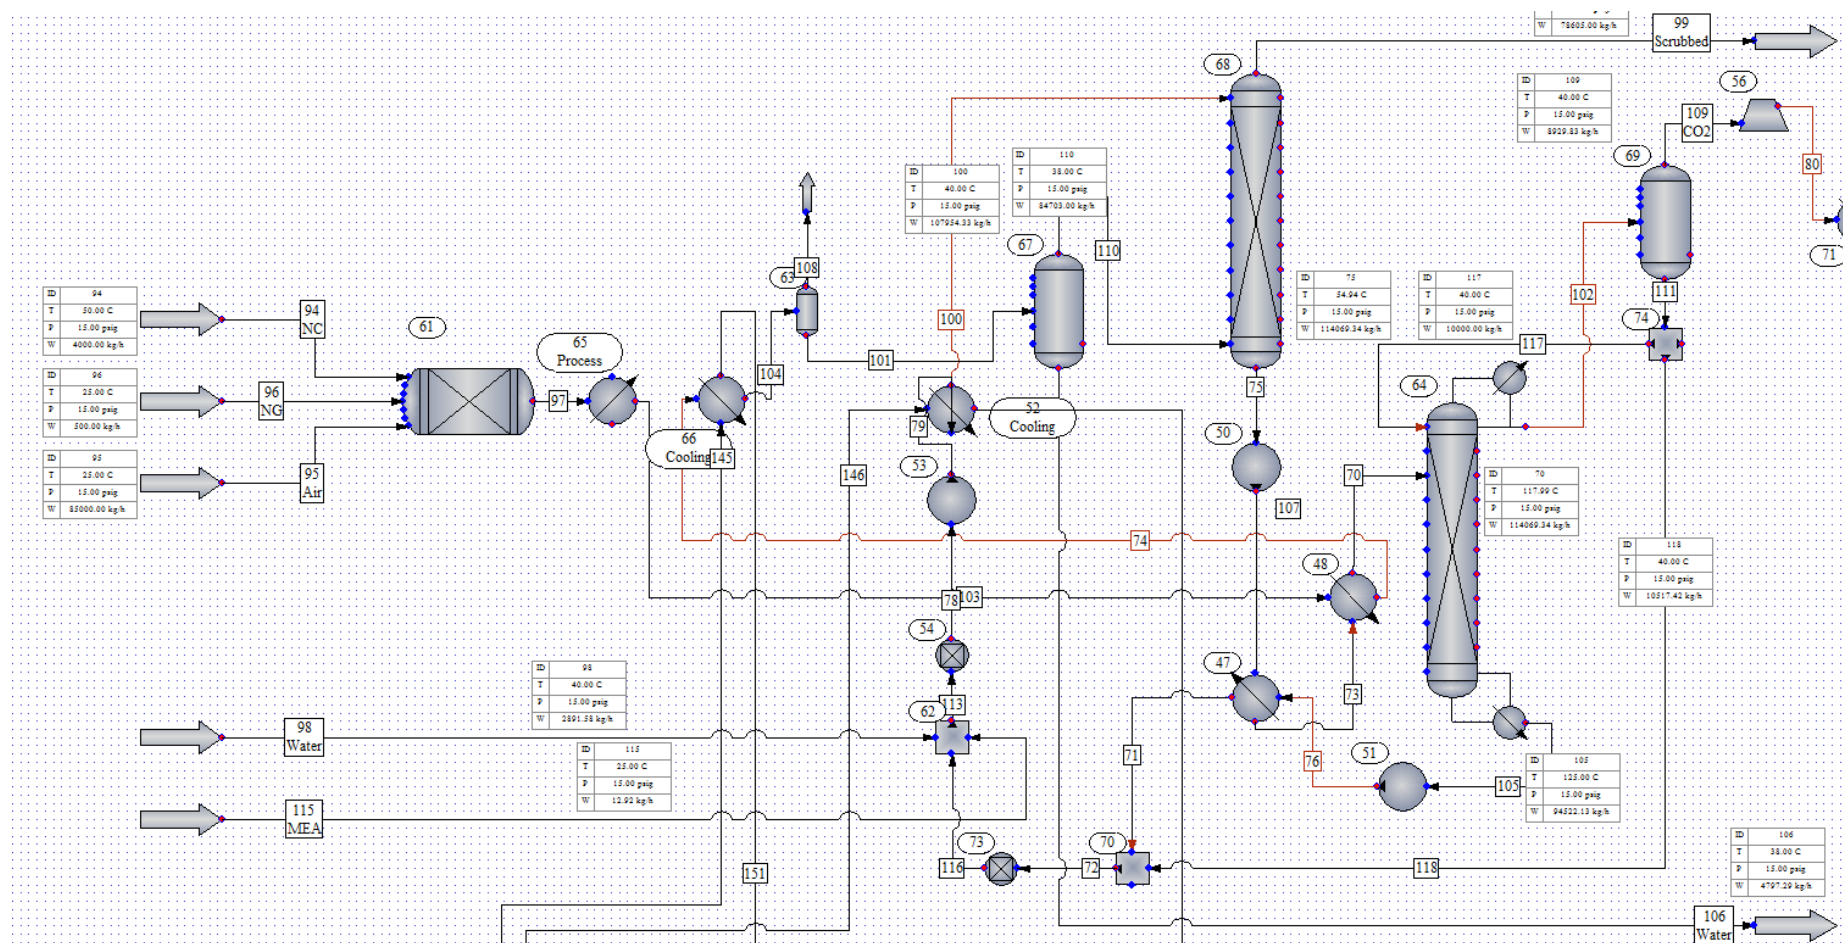 W 78605.00 kg/h
99
Scrubbed
68
ID 109
T 40.00 C
P 15.00 psig
W 8929.83 kg/h
56
109
CO2
80
69
71
ID 100
T 40.00 C
P 15.00 psig
W 107954.33 kg/h
ID 110
T 38.00 C
P 15.00 psig
W 84703.00 kg/h
67
110
63
108
ID 94
T 50.00 C
P 15.00 psig
W 4000.00 kg/h
94
NC
61
65
Process
100
101
104
ID 75
T 54.94 C
P 15.00 psig
W 114069.34 kg/h
ID 117
T 40.00 C
P 15.00 psig
W 10000.00 kg/h
102
111
74
117
64
75
ID 96
T 25.00 C
P 15.00 psig
W 500.00 kg/h
96
NG
97
66
Cooling
145
79
52
Cooling
50
53
146
70
107
ID 95
T 25.00 C
P 15.00 psig
W 85000.00 kg/h
95
Air
ID 70
T 117.99 C
P 15.00 psig
W 114069.34 kg/h
74
48
78
103
ID 118
T 40.00 C
P 15.00 psig
W 10517.42 kg/h
54
47
73
ID 98
T 40.00 C
P 15.00 psig
W 2891.58 kg/h
98
Water
113
62
71
76
51
105
ID 105
T 125.00 C
P 15.00 psig
W 94522.13 kg/h
ID 115
T 25.00 C
P 15.00 psig
W 12.92 kg/h
115
MEA
151
116
73
72
70
118
ID 106
T 38.00 C
P 15.00 psig
W 4797.29 kg/h
106
Water